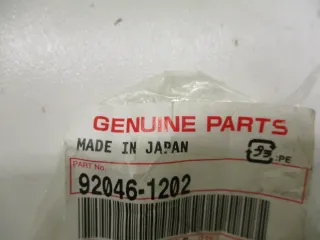 GENUINE PARTS
MADE IN JAPAN
:PE
PART No.
92046-1202